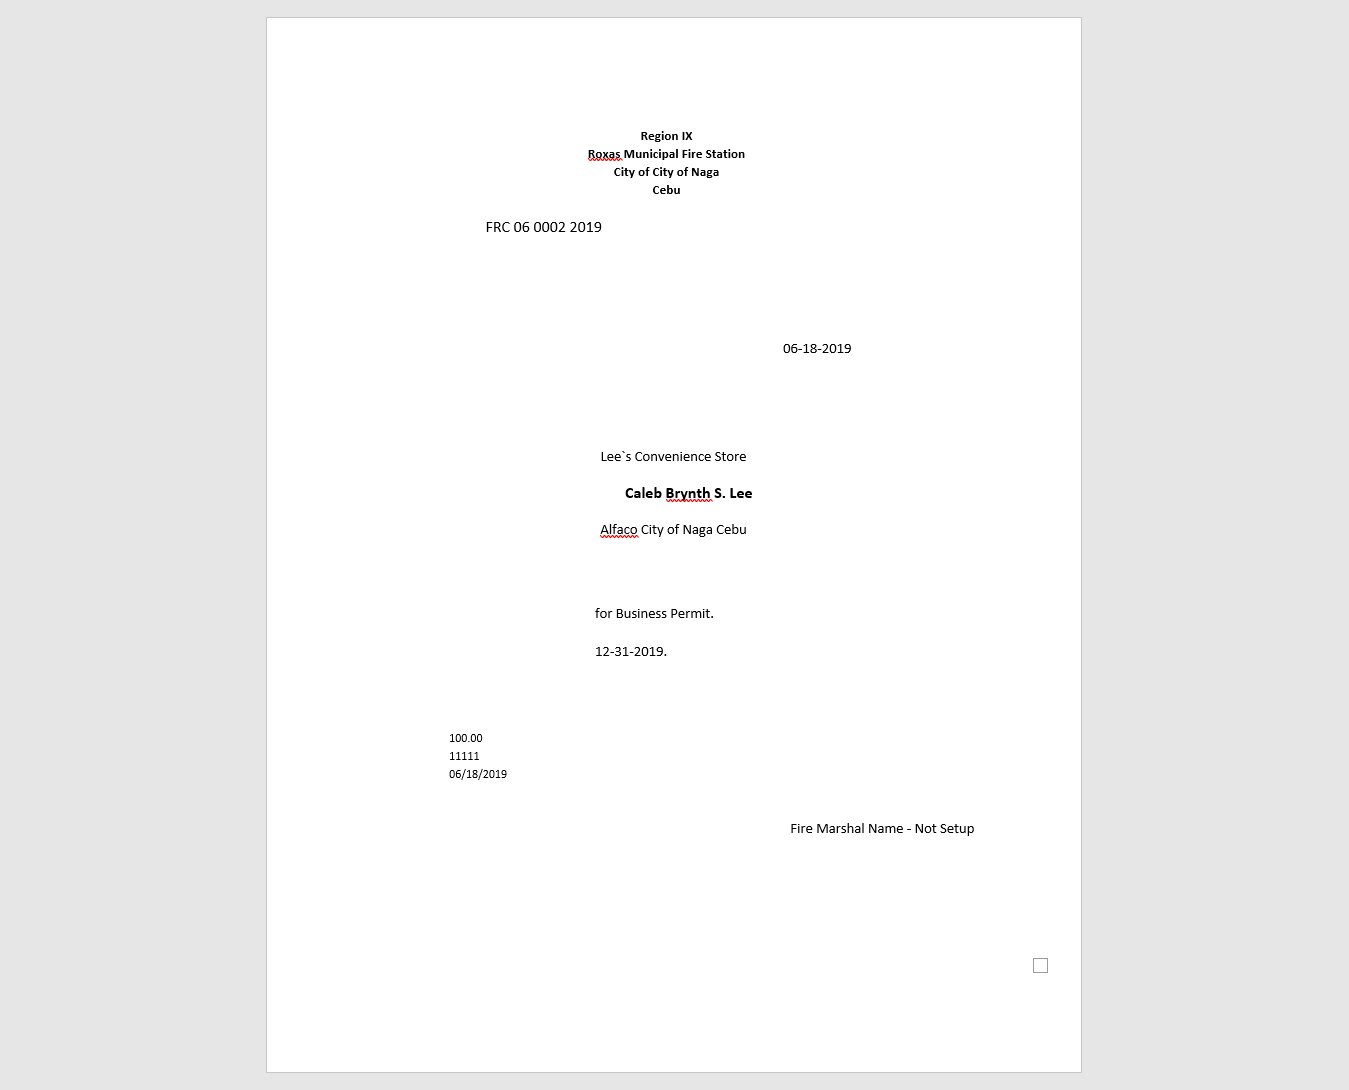 Region IX
Roxas Municipal Fire Station
City of City of Naga
Cebu
FRC 06 0002 2019
06-18-2019
Lee`s Convenience Store
Caleb Brynth S. Lee
Alfaco City of Naga Cebu
for Business Permit.
12-31-2019.
100.00
11111
06/18/2019
Fire Marshal Name - Not Setup